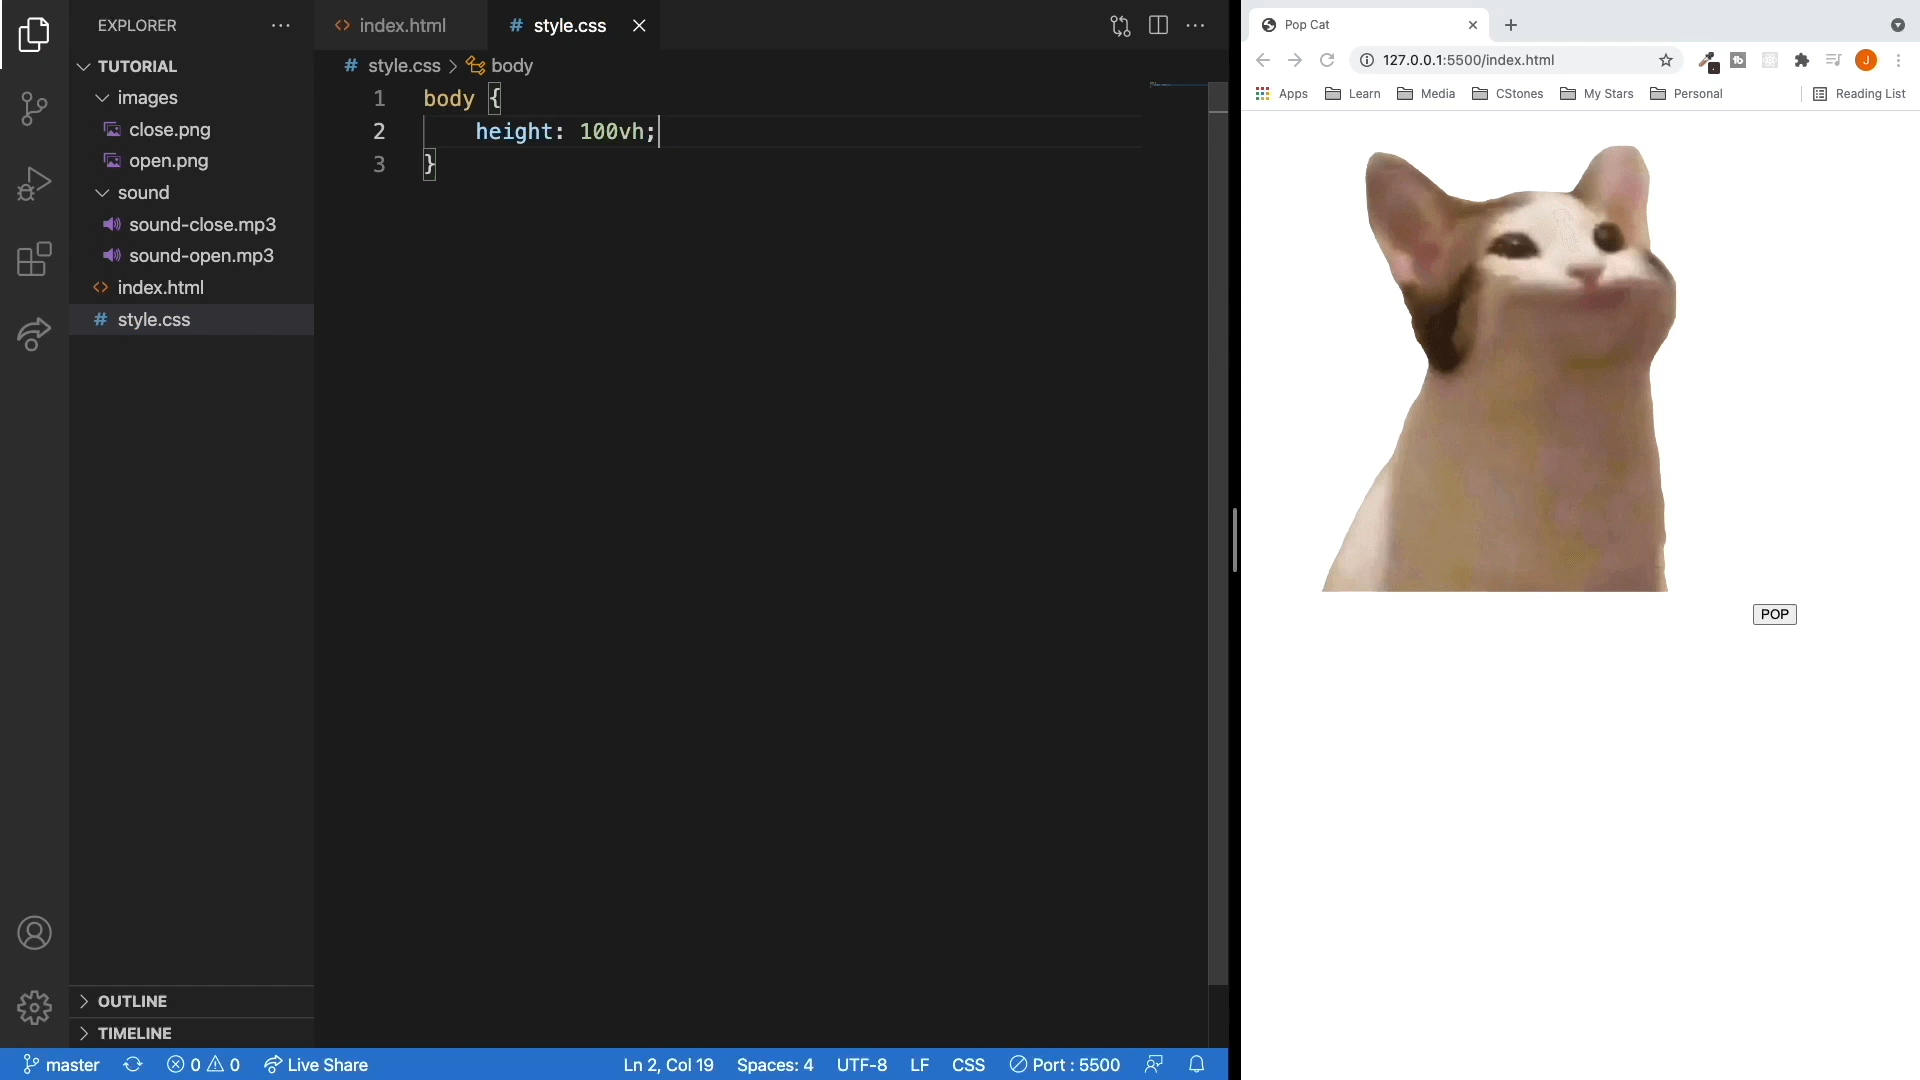 EXPLORER
TUTORIAL
images
close.png
open.png
sound
sound-close.mp3
sound-open.mp3
index.html
style.css
OUTLINE
TIMELINE
index.html
style.css
style.css > body
1 body {
2 height: 100vh;
3 }
master
0 0
Live Share
Ln 2, Col 19
Spaces: 4
UTF-8
LF
CSS
Port : 5500
Pop Cat
127.0.0.1:5500/index.html
J
Apps
Learn
Media
CStones
My Stars
Personal
Reading List
POP